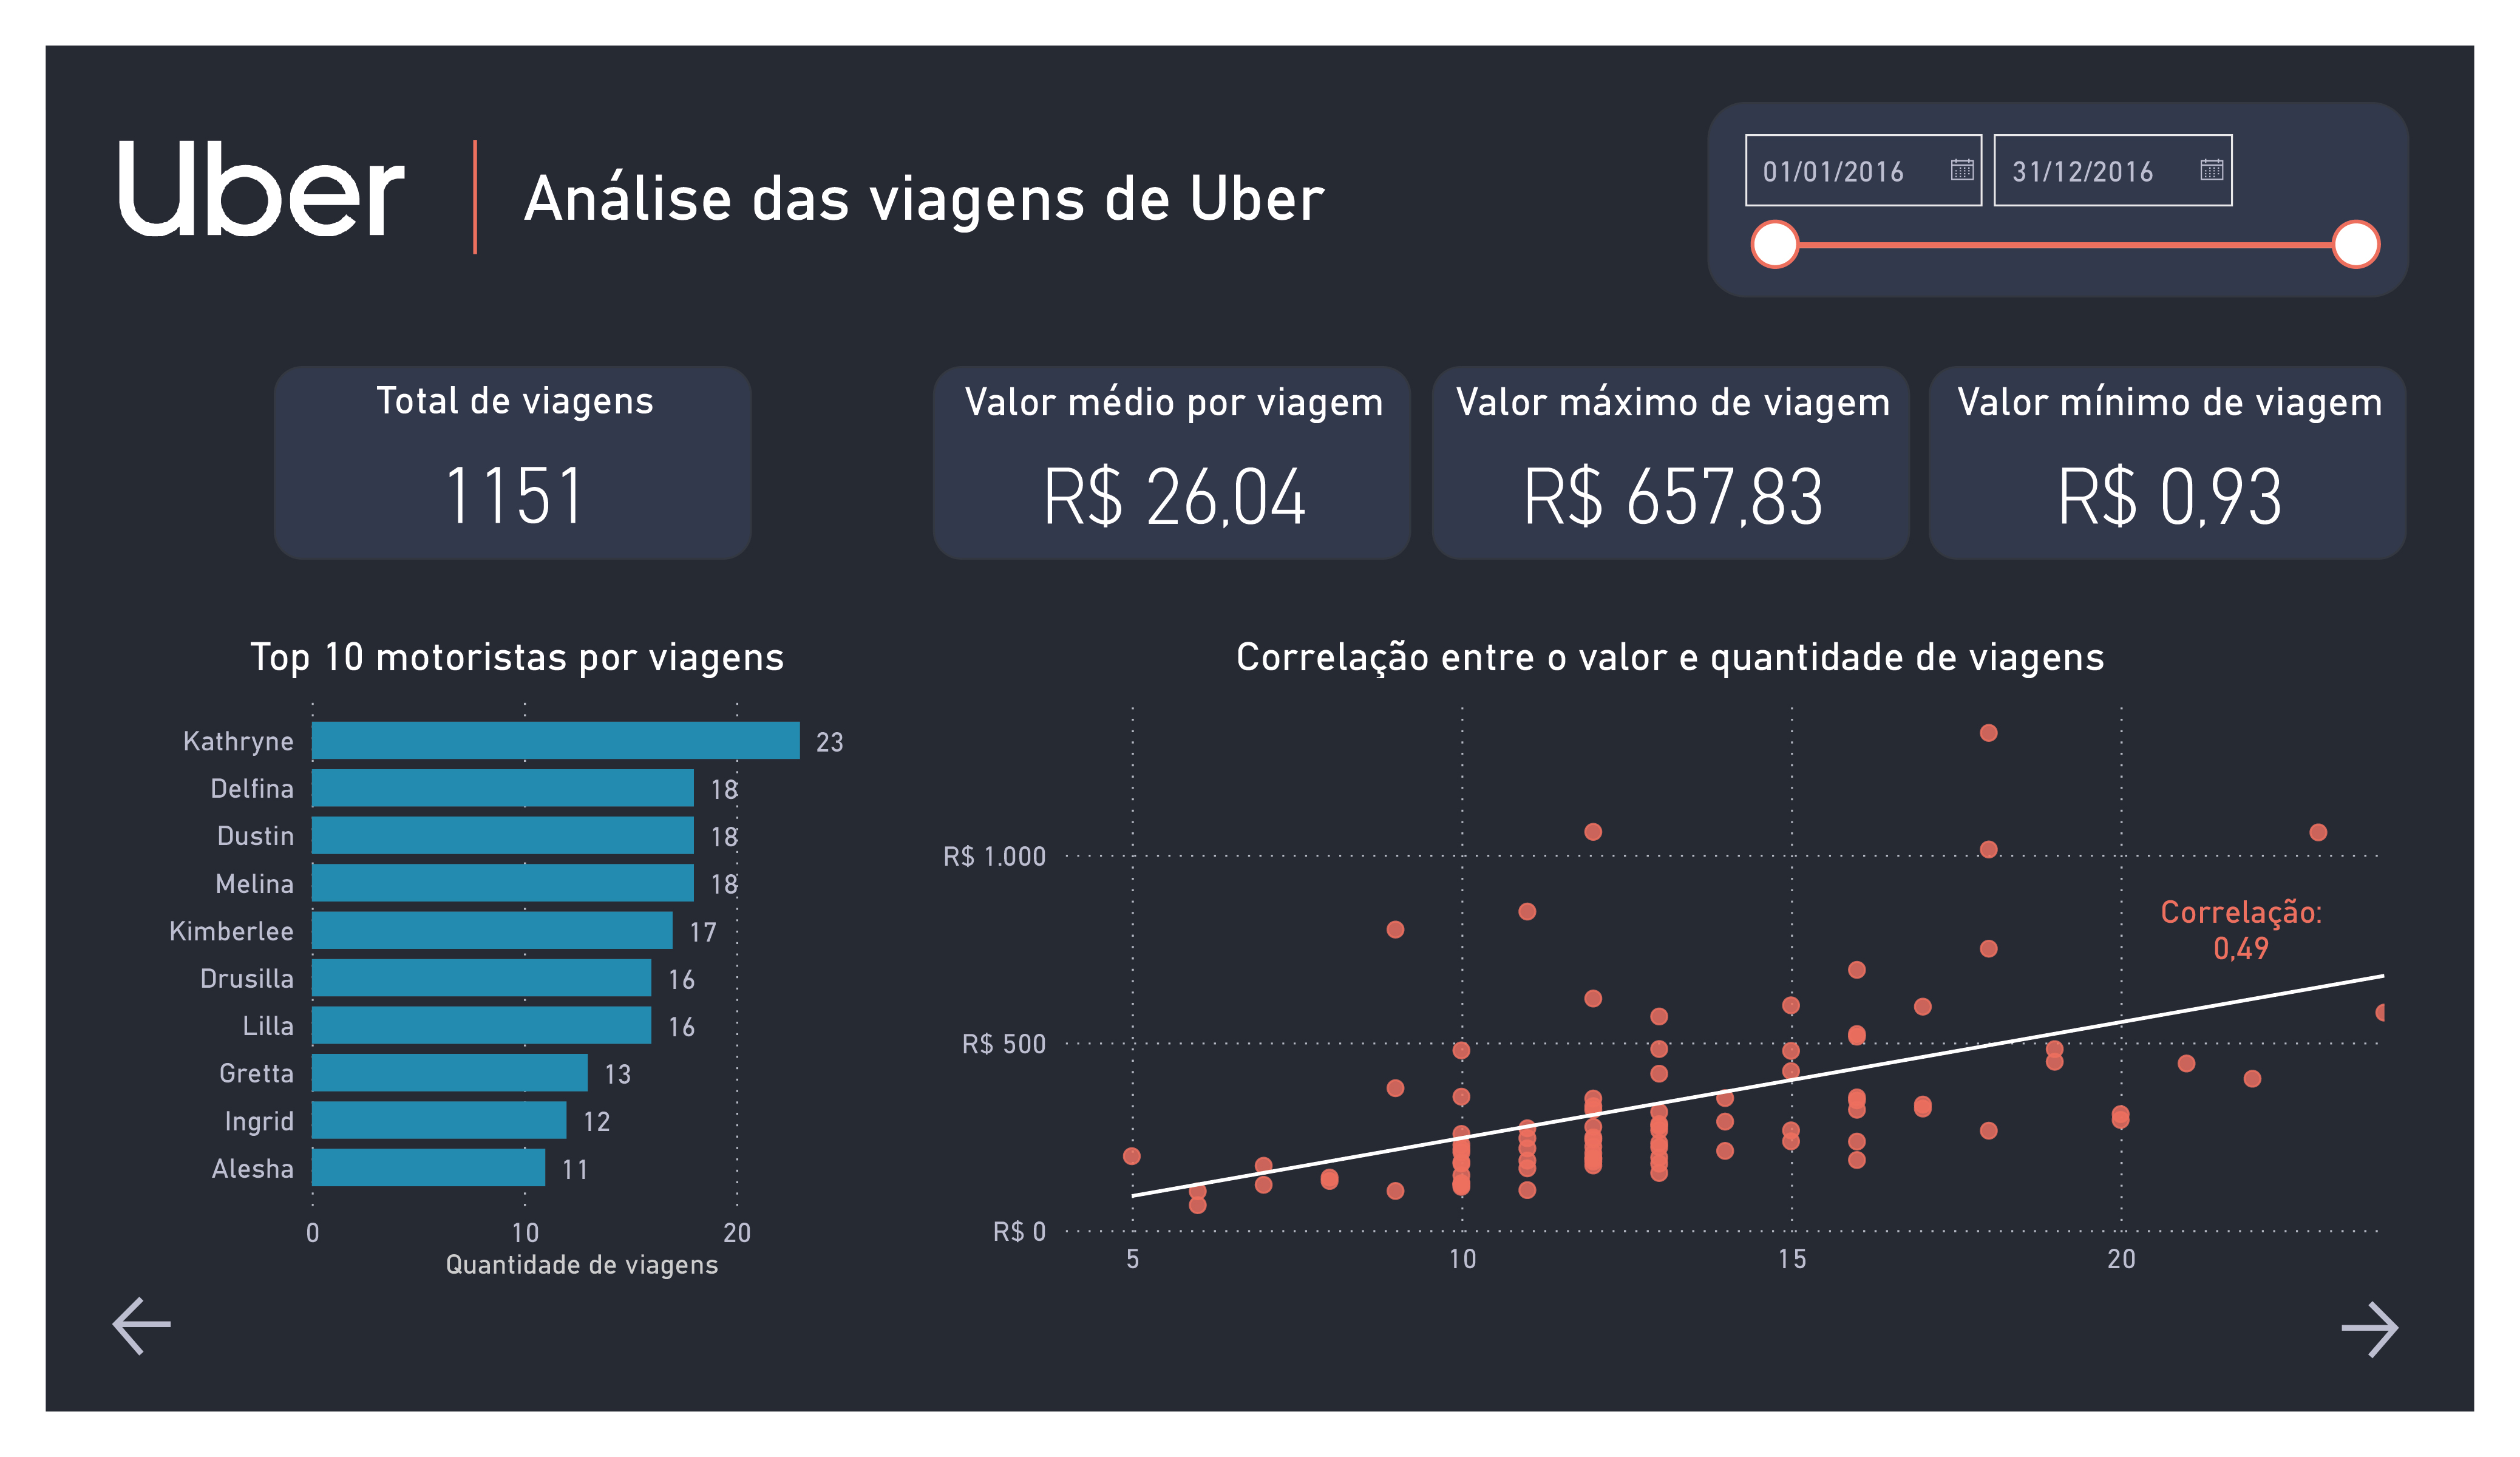 Uber
Análise das viagens de Uber
01/01/2016
31/12/2016
Total de viagens
1151
Valor médio por viagem
R$ 26,04
Valor máximo de viagem
R$ 657,83
Valor mínimo de viagem
R$ 0,93
Top 10 motoristas por viagens
Kathryne 23
Delfina 18
Dustin 18
Melina 18
Kimberlee 17
Drusilla 16
Lilla 16
Gretta 13
Ingrid 12
Alesha 11
0 10 20
Quantidade de viagens
Correlação entre o valor e quantidade de viagens
R$ 1.000
Correlação:
0,49
R$ 500
R$ 0
5 10 15 20